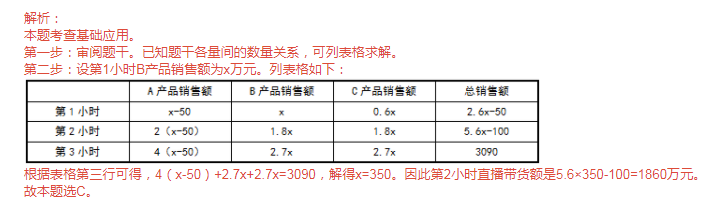 解析：
本题考查基础应用。
第一步：审阅题干。已知题干各量间的数量关系，可列表格求解。
第二步：设第1小时B产品销售额为x万元。列表格如下：
A产品销售额 B产品销售额 C产品销售额 总销售额
第1小时 x-50 x 0.6x 2.6x-50
第2小时 2（x-50） 1.8x 1.8x 5.6x-100
第3小时 4（x-50） 2.7x 2.7x 3090
根据表格第三行可得，4（x-50）+2.7x+2.7x=3090，解得x=350。因此第2小时直播带货额是5.6×350-100=1860万元。
故本题选C。